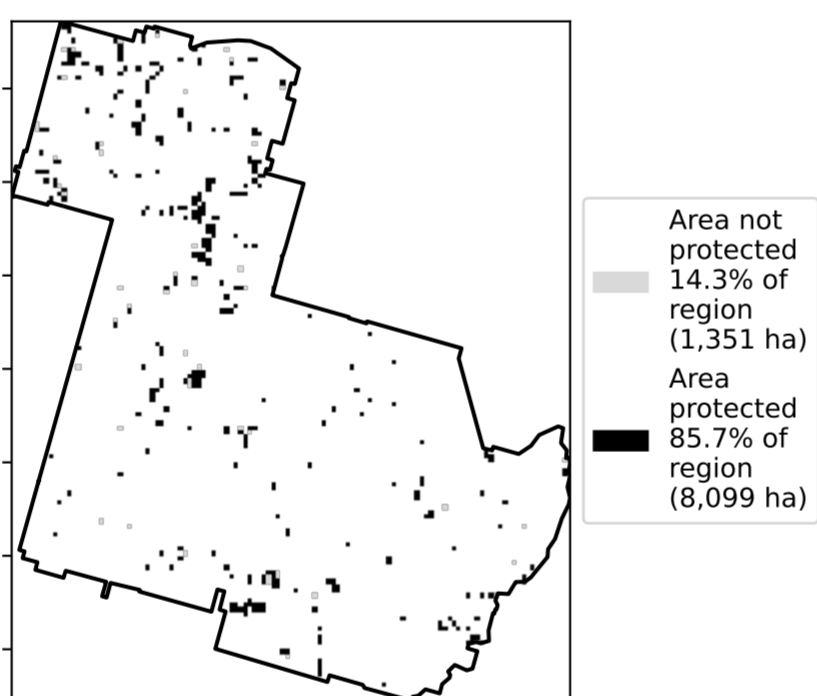 Area not
protected
14.3% of
region
(1,351 ha)
Area
protected
85.7% of
region
(8,099 ha)